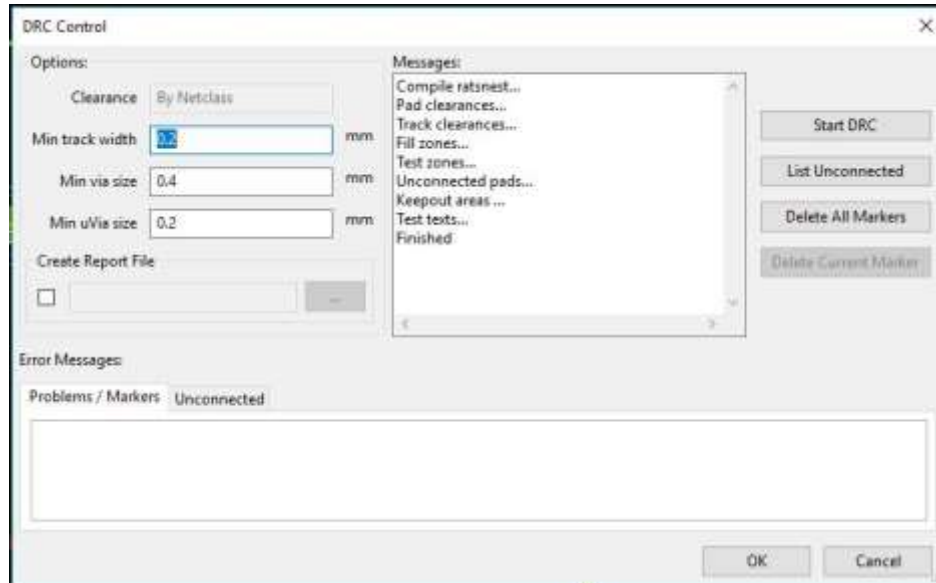 DRC Control
Options:
Clearance By Netclass
Min track width 0.2 mm
Min via size 0.4 mm
Min uVia size 0.2 mm
Create Report File
...
Messages:
Compile ratsnest...
Pad clearances...
Track clearances...
Fill zones...
Test zones...
Unconnected pads...
Keepout areas ...
Test texts...
Finished
Start DRC
List Unconnected
Delete All Markers
Delete Current Marker
Error Messages:
Problems / Markers Unconnected
OK Cancel